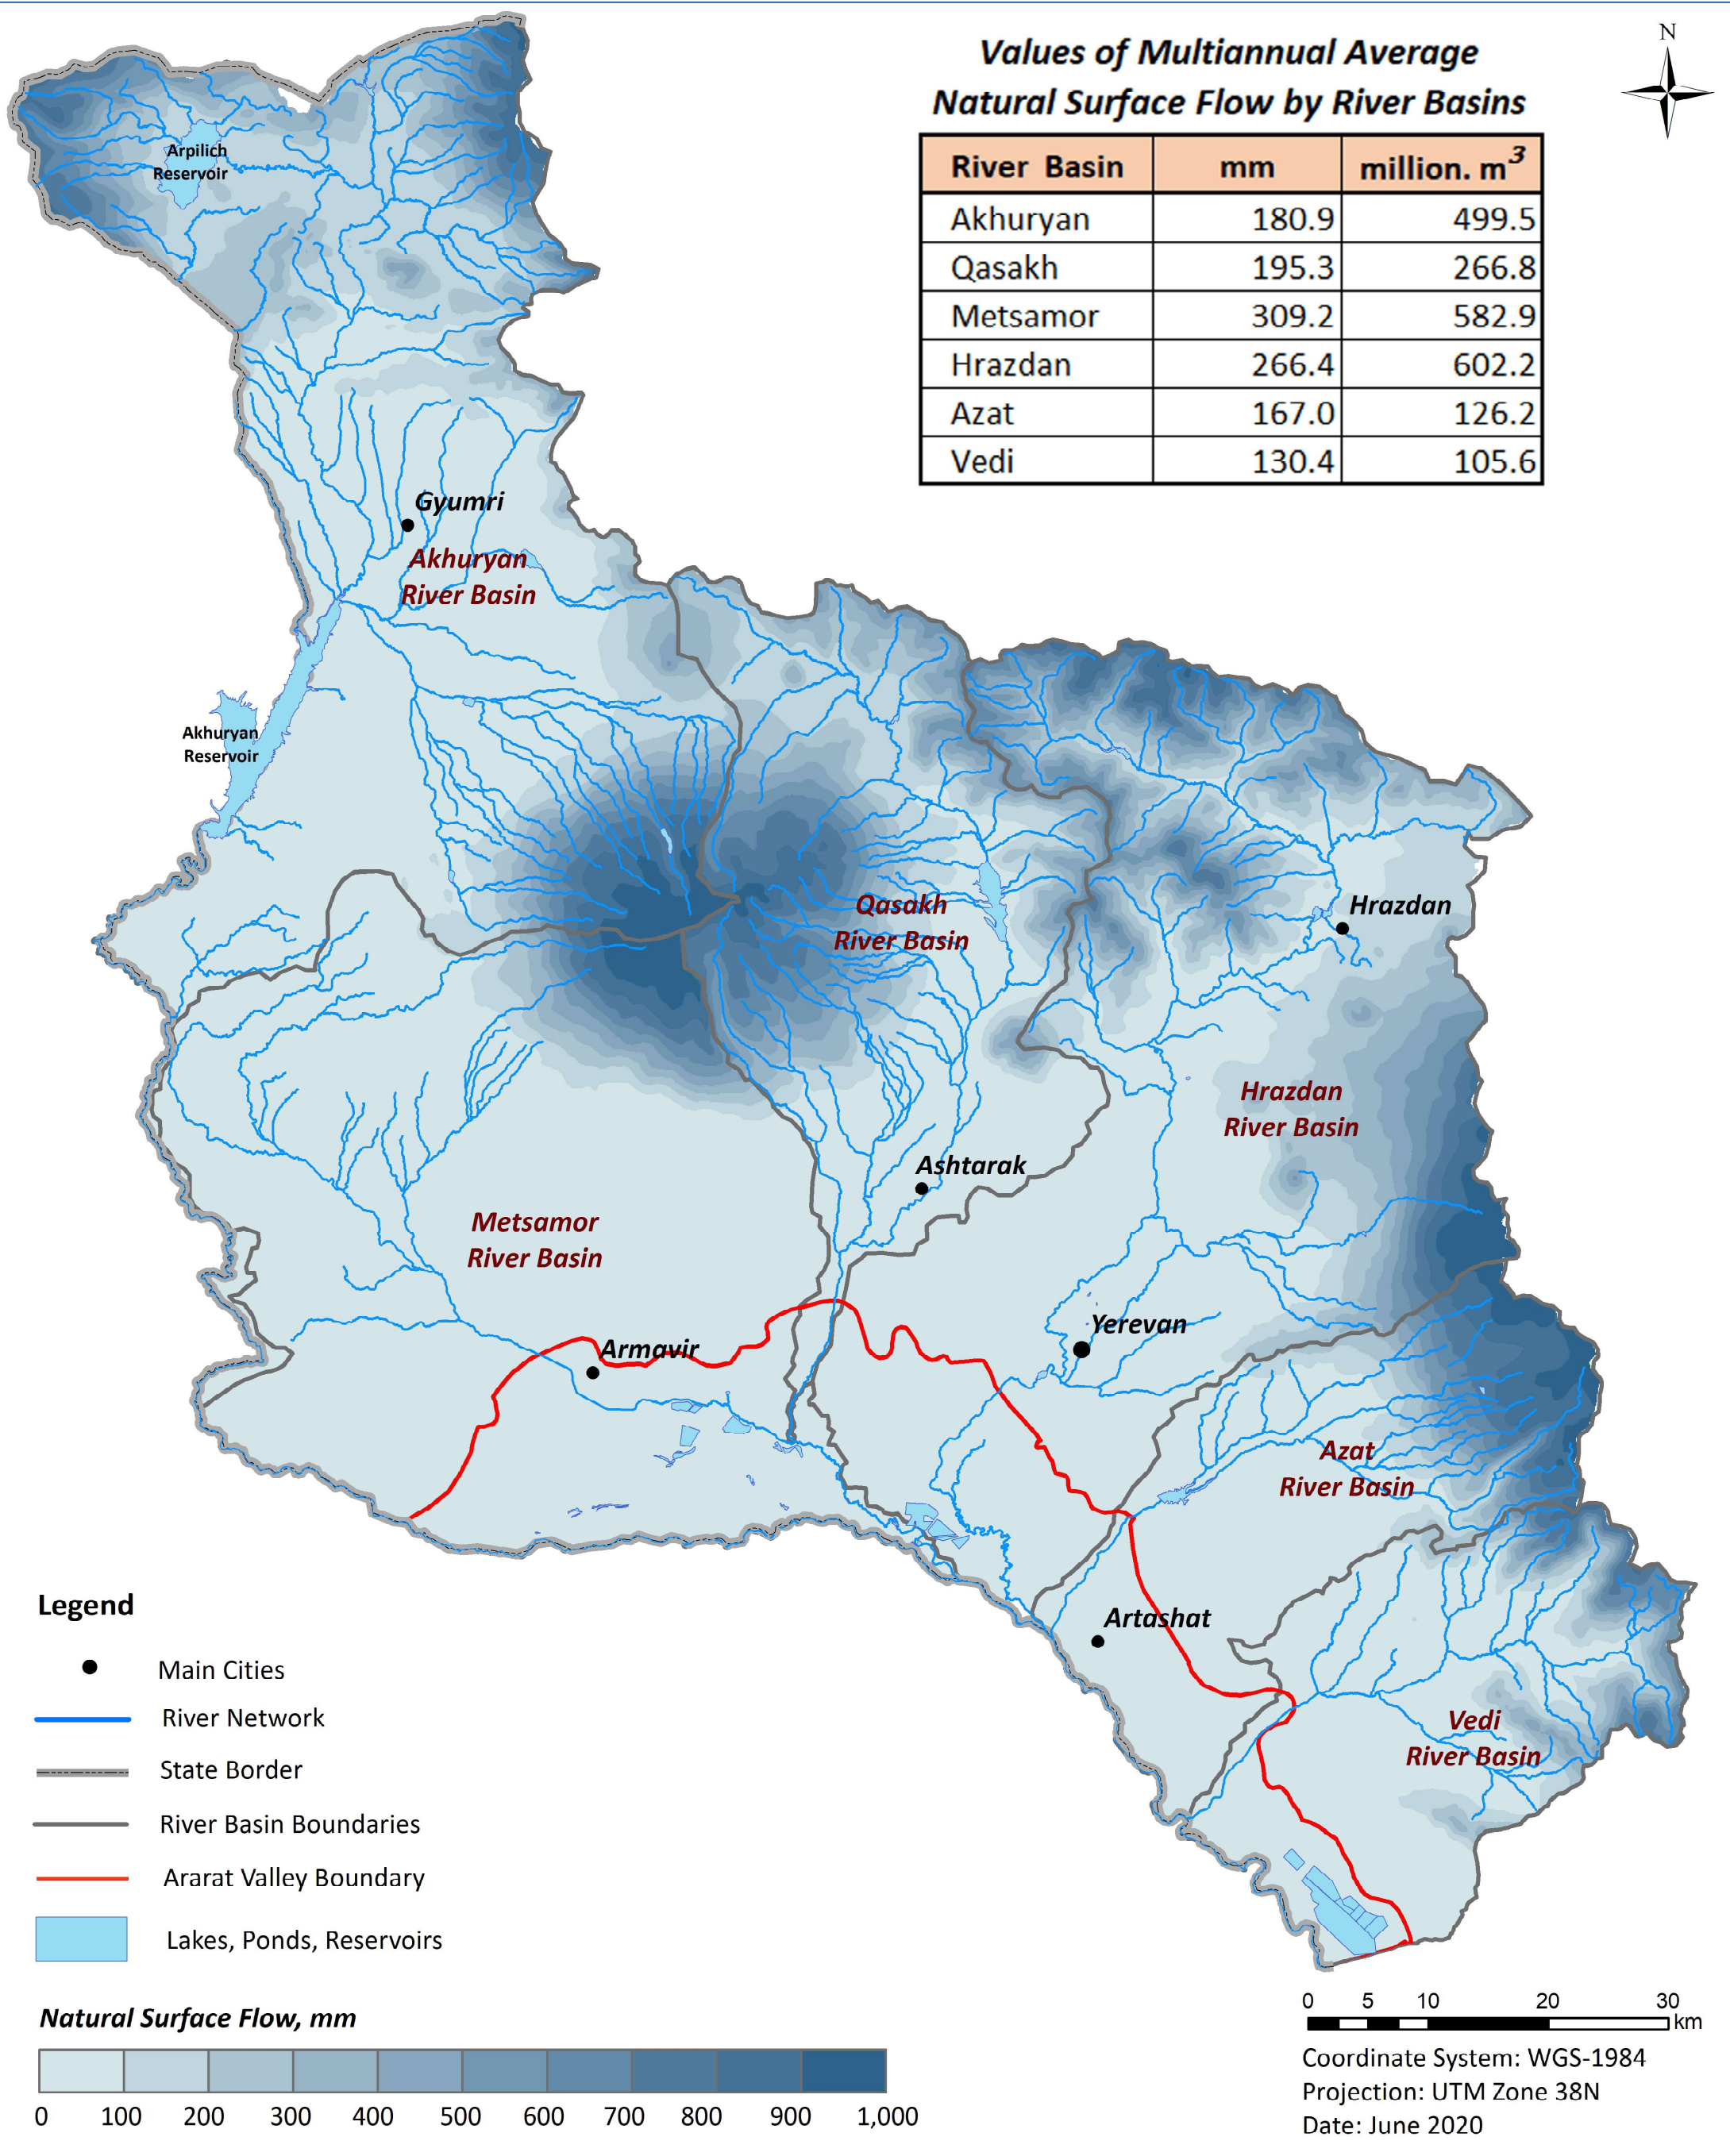 Values of Multiannual Average
Natural Surface Flow by River Basins
N
River Basin mm million. m³
Akhuryan 180.9 499.5
Qasakh 195.3 266.8
Metsamor 309.2 582.9
Hrazdan 266.4 602.2
Azat 167.0 126.2
Vedi 130.4 105.6
Arpilich
Reservoir
Gyumri
Akhuryan
River Basin
Akhuryan
Reservoir
Qasakh
River Basin
Hrazdan
Hrazdan
River Basin
Ashtarak
Metsamor
River Basin
Yerevan
Armavir
Azat
River Basin
Artashat
Vedi
River Basin
Legend
Main Cities
River Network
State Border
River Basin Boundaries
Ararat Valley Boundary
Lakes, Ponds, Reservoirs
Natural Surface Flow, mm
0 100 200 300 400 500 600 700 800 900 1,000
0 5 10 20 30
km
Coordinate System: WGS-1984
Projection: UTM Zone 38N
Date: June 2020